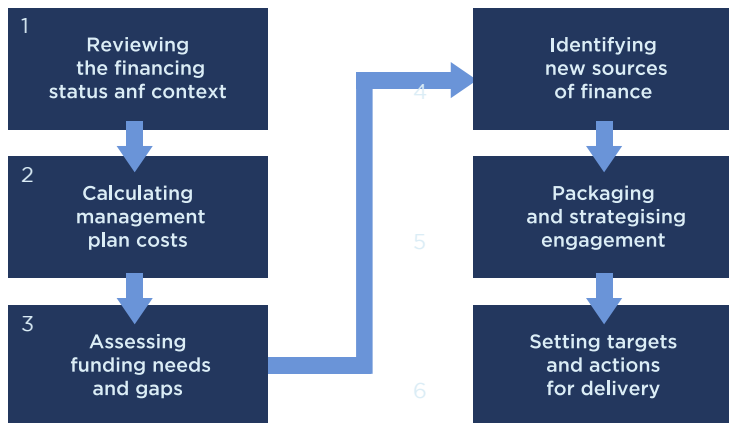 1
Reviewing
the financing
status anf context
2
Calculating
management
plan costs
3
Assessing
funding needs
and gaps
4
Identifying
new sources
of finance
5
Packaging
and strategising
engagement
6
Setting targets
and actions
for delivery